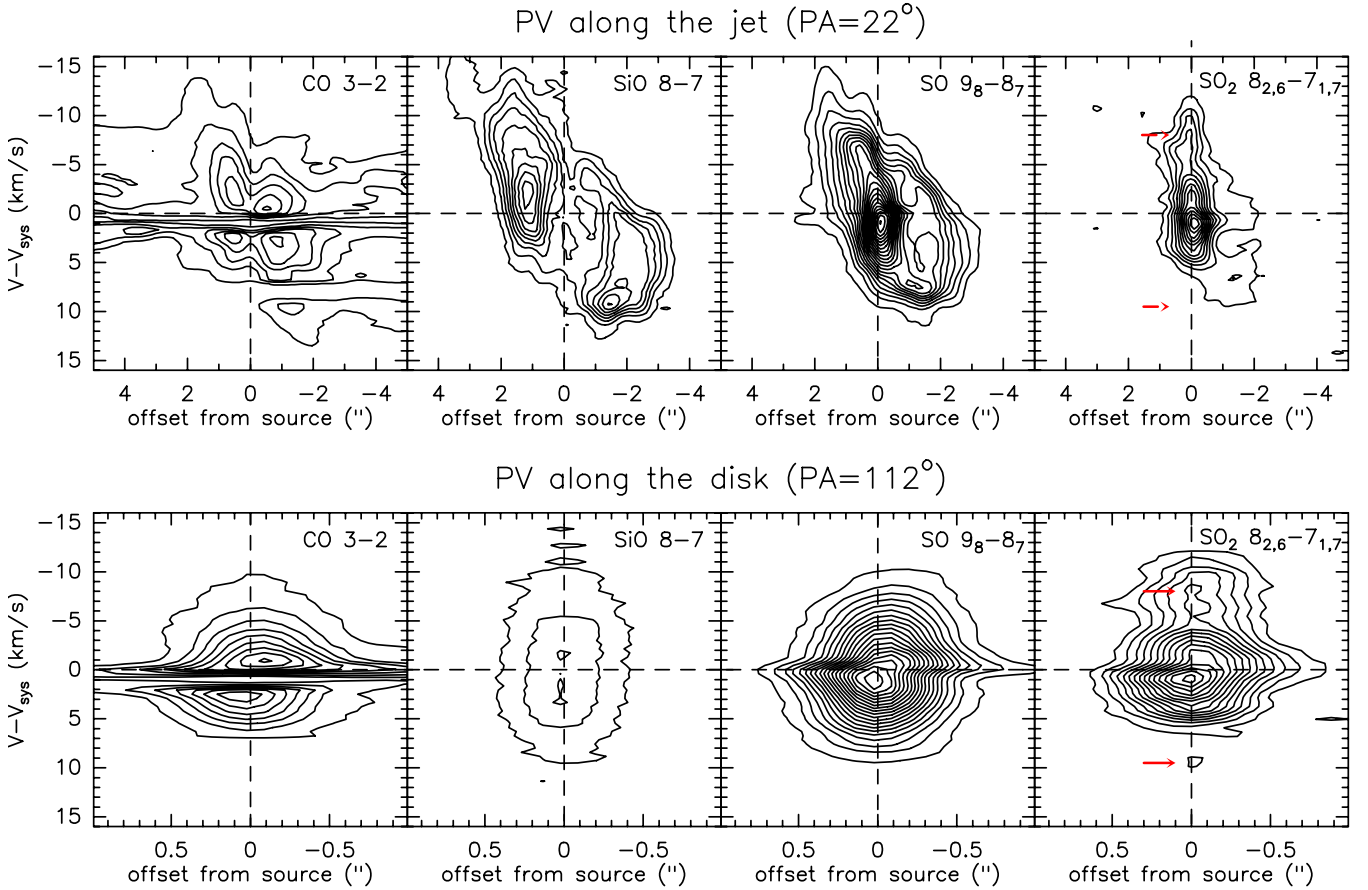 PV along the jet (PA=22°)
CO 3−2
SiO 8−7
SO 9₈−8₇
SO₂ 8₂,₆−7₁,₇
−15
−10
−5
0
5
10
15
V−Vsys (km/s)
4 2 0 −2 −4
4 2 0 −2 −4
4 2 0 −2 −4
4 2 0 −2 −4
offset from source (")
offset from source (")
offset from source (")
offset from source (")
PV along the disk (PA=112°)
CO 3−2
SiO 8−7
SO 9₈−8₇
SO₂ 8₂,₆−7₁,₇
−15
−10
−5
0
5
10
15
V−Vsys (km/s)
0.5 0 −0.5
0.5 0 −0.5
0.5 0 −0.5
0.5 0 −0.5
offset from source (")
offset from source (")
offset from source (")
offset from source (")